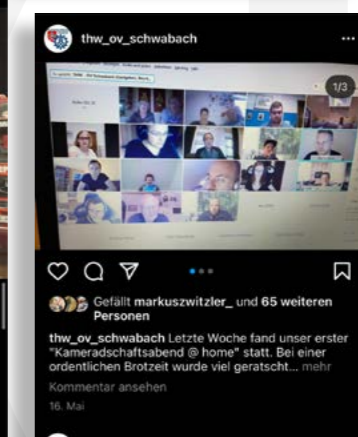 thw_ov_schwabach
1/3
Gefällt markuszwitzler_ und 65 weiteren
Personen
thw_ov_schwabach Letzte Woche fand unser erster
"Kameradschaftsabend @ home" statt. Bei einer
ordentlichen Brotzeit wurde viel geratscht... mehr
Kommentar ansehen
16. Mai